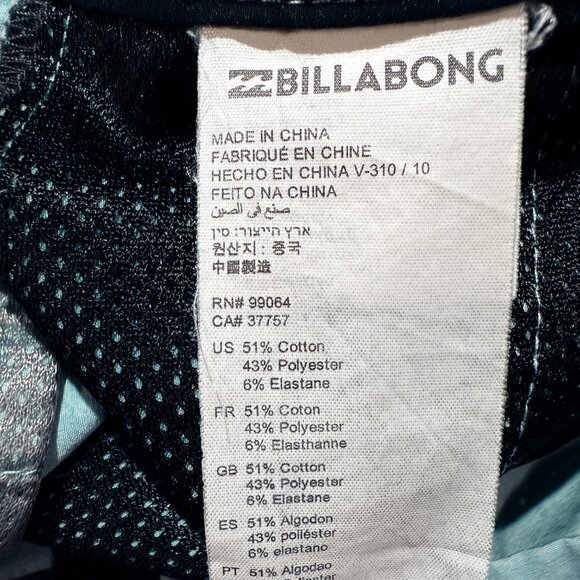 BILLABONG
MADE IN CHINA
FABRIQUÉ EN CHINE
HECHO EN CHINA V-310 / 10
FEITO NA CHINA
صنع في الصين
ארץ הייצור: סין
원산지 : 중국
中國製造
RN# 99064
CA# 37757
US 51% Cotton
43% Polyester
6% Elastane
FR 51% Coton
43% Polyester
6% Elasthanne
GB 51% Cotton
43% Polyester
6% Elastane
ES 51% Algodon
43% poliéster
6% elastano
PT 51% Algodao